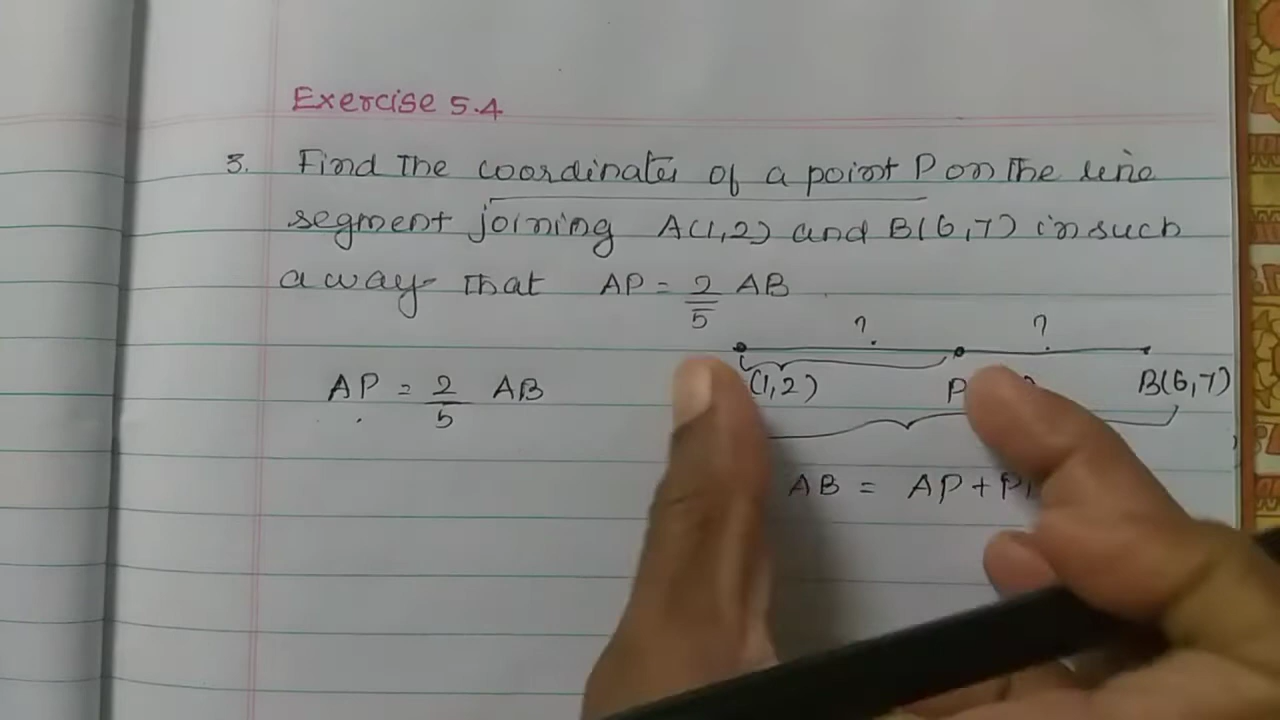 Exercise 5.4
3. Find the coordinates of a point P on the line
segment joining A(1,2) and B(6,7) in such
a way that AP = 2/5 AB
? ?
(1,2) P B(6,7)
AP = 2/5 AB
AB = AP + P